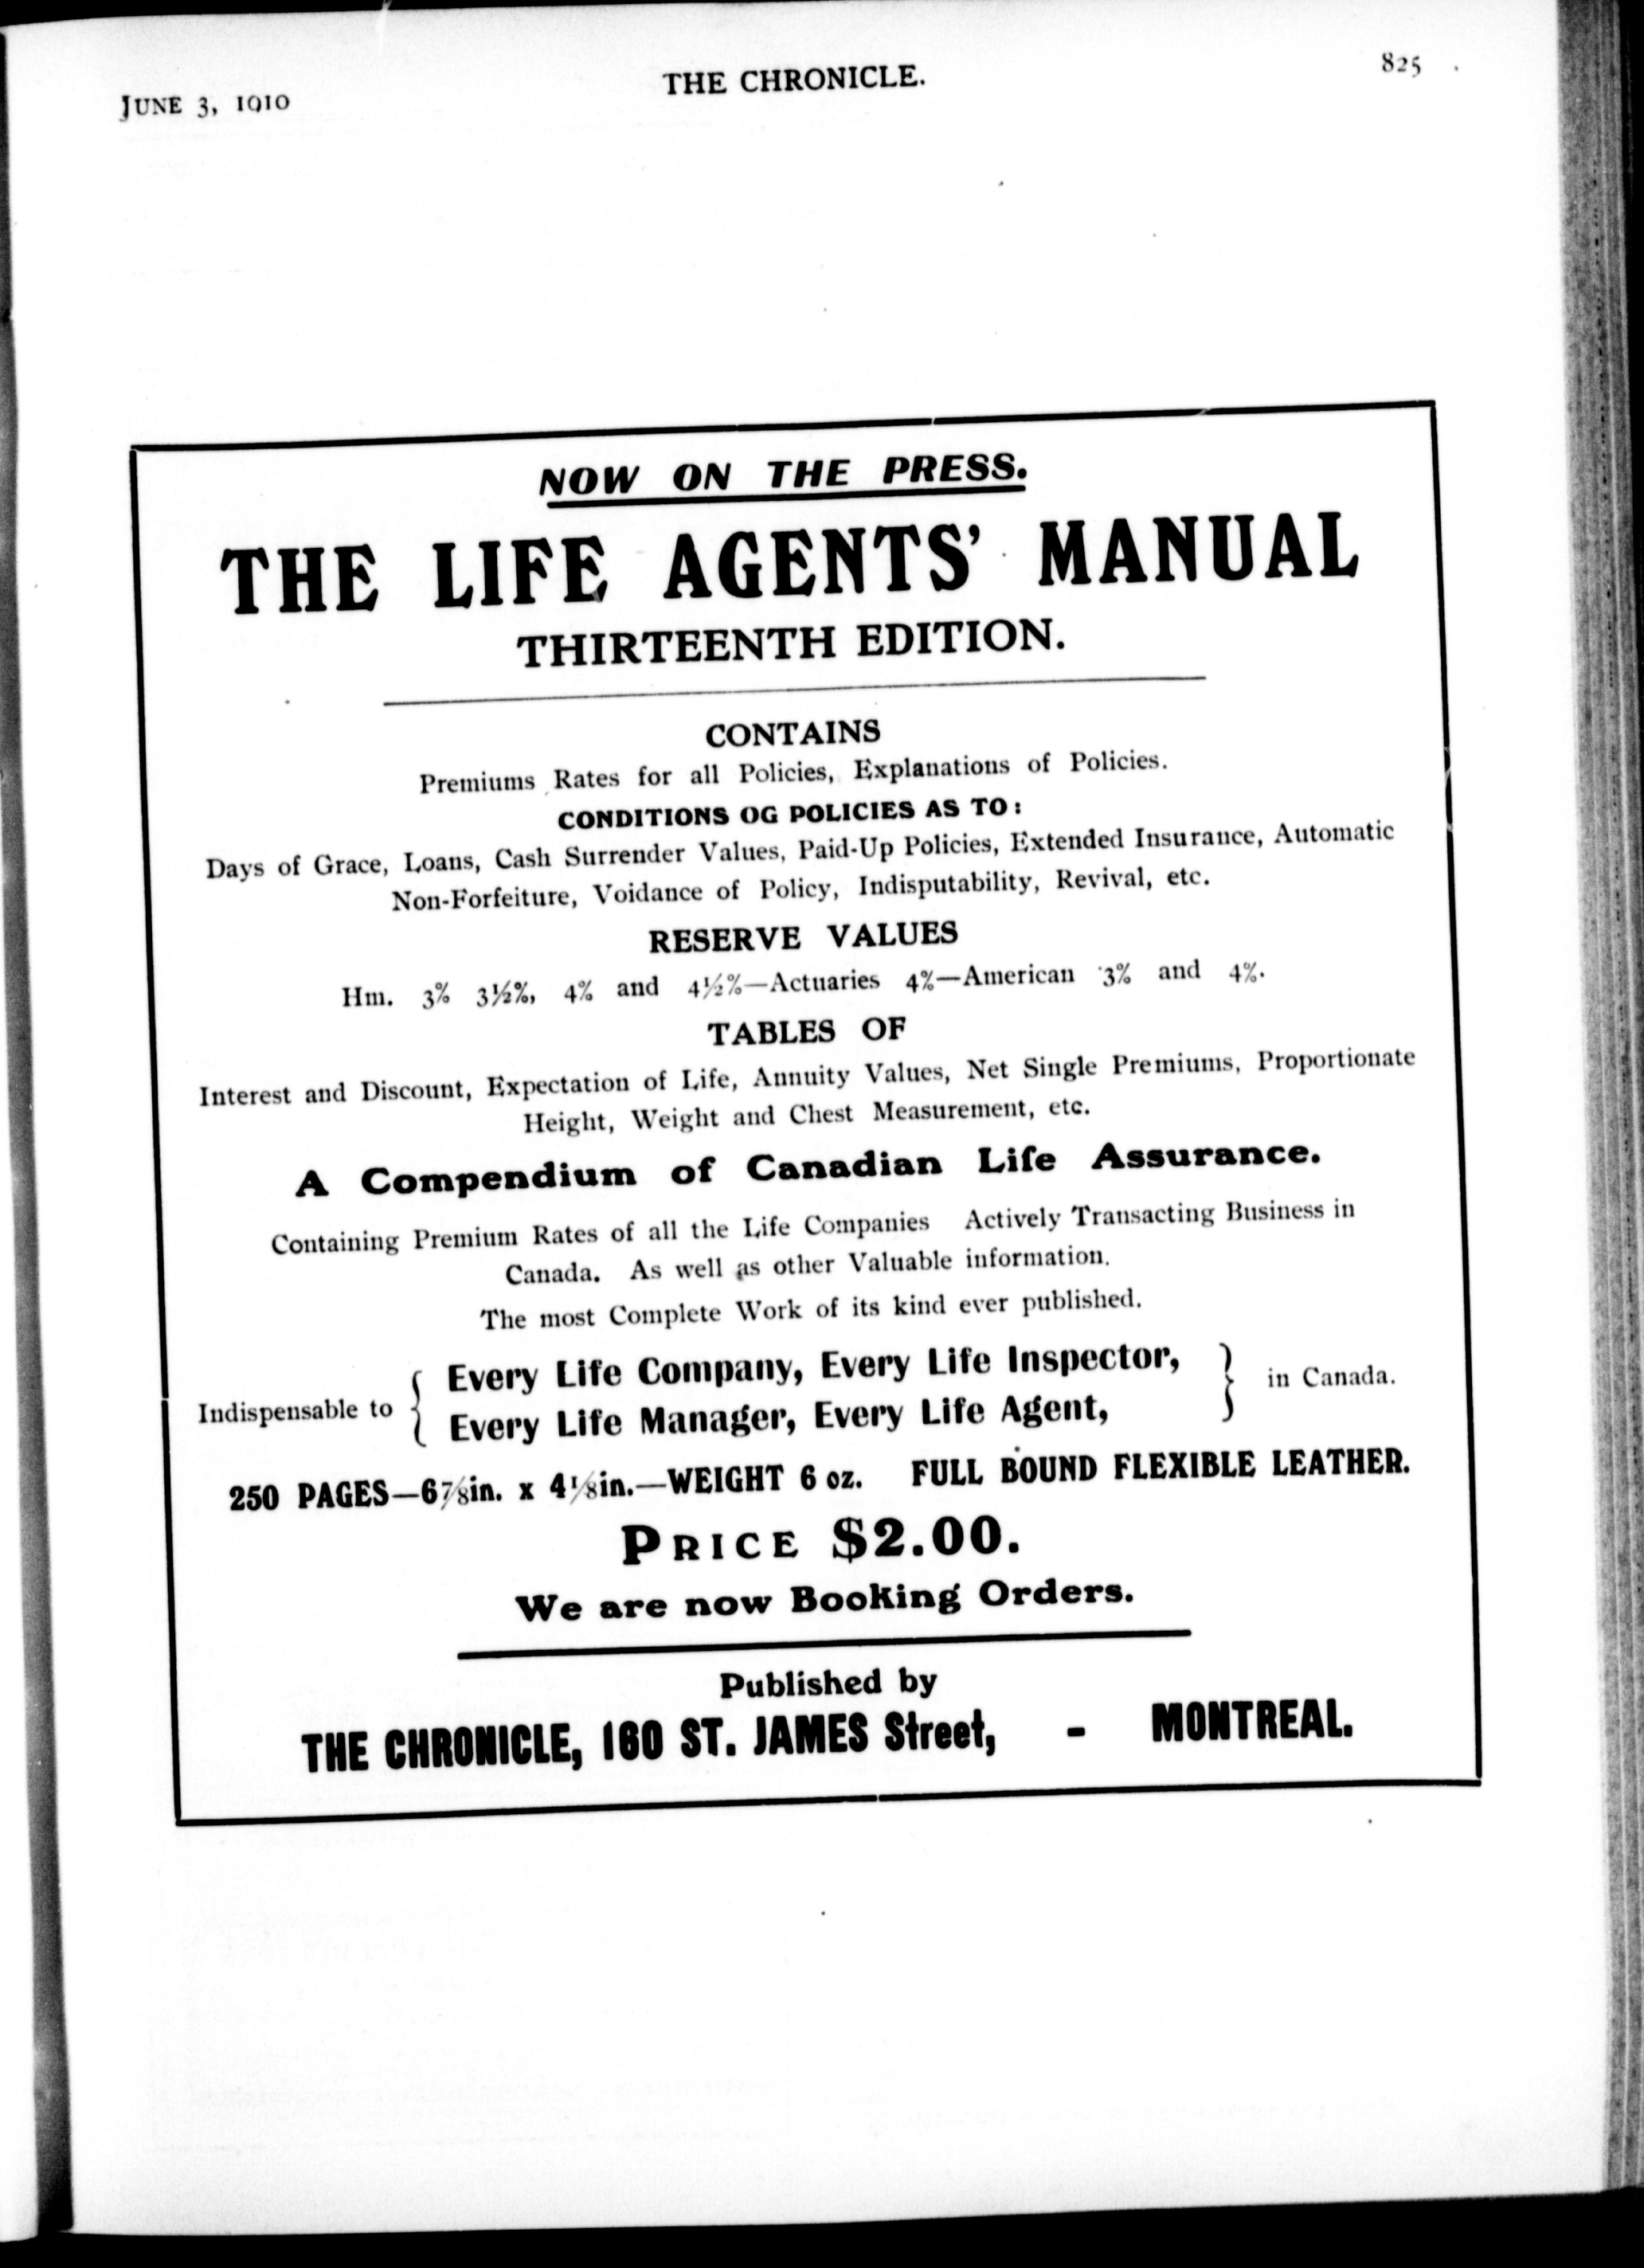 JUNE 3, 1910
THE CHRONICLE.
825
NOW ON THE PRESS.
THE LIFE AGENTS' MANUAL
THIRTEENTH EDITION.
CONTAINS
Premiums Rates for all Policies, Explanations of Policies.
CONDITIONS OG POLICIES AS TO:
Days of Grace, Loans, Cash Surrender Values, Paid-Up Policies, Extended Insurance, Automatic
Non-Forfeiture, Voidance of Policy, Indisputability, Revival, etc.
RESERVE VALUES
Hm. 3% 3½%, 4% and 4½%—Actuaries 4%—American 3% and 4%.
TABLES OF
Interest and Discount, Expectation of Life, Annuity Values, Net Single Premiums, Proportionate
Height, Weight and Chest Measurement, etc.
A Compendium of Canadian Life Assurance.
Containing Premium Rates of all the Life Companies Actively Transacting Business in
Canada. As well as other Valuable information.
The most Complete Work of its kind ever published.
Indispensable to { Every Life Company, Every Life Inspector, } in Canada.
Every Life Manager, Every Life Agent,
250 PAGES—6⅞in. x 4⅛in.—WEIGHT 6 oz. FULL BOUND FLEXIBLE LEATHER.
PRICE $2.00.
We are now Booking Orders.
Published by
THE CHRONICLE, 160 ST. JAMES Street, - MONTREAL.